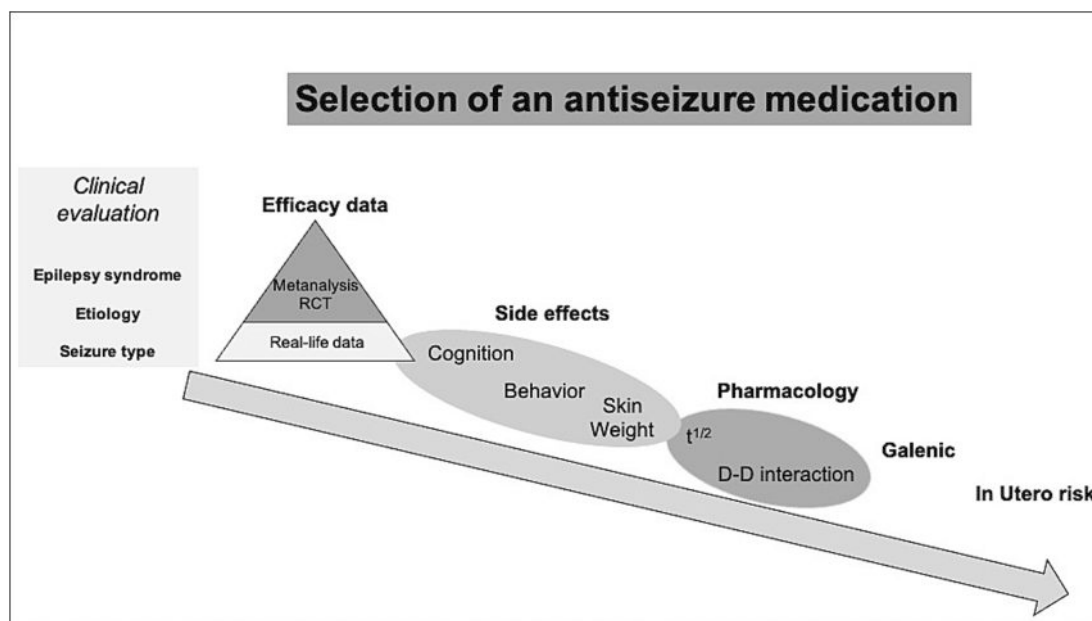 Selection of an antiseizure medication
Clinical
evaluation
Epilepsy syndrome
Etiology
Seizure type
Efficacy data
Metanalysis
RCT
Real-life data
Side effects
Cognition
Behavior
Skin
Weight
Pharmacology
t1/2
D-D interaction
Galenic
In Utero risk